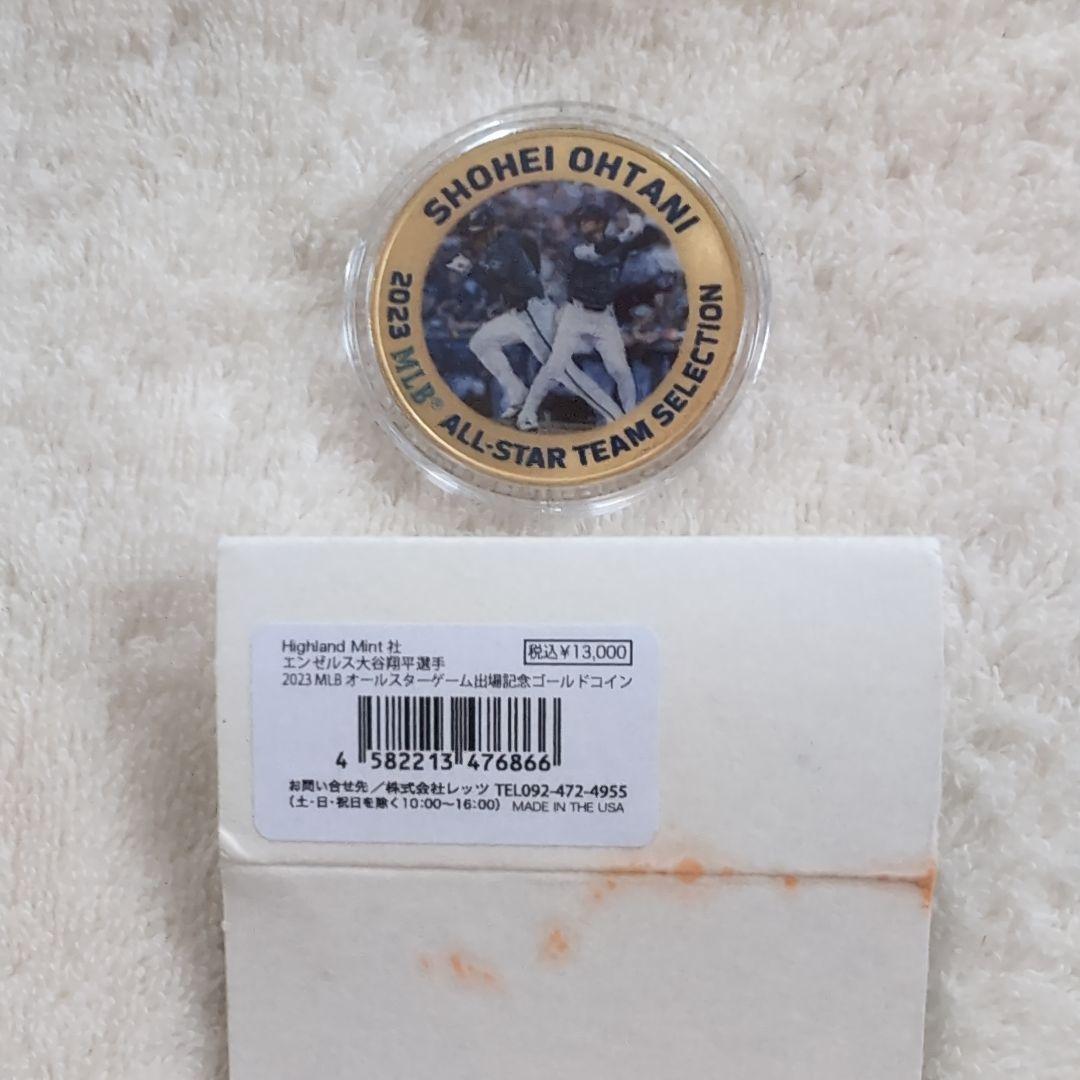 SHOHEI OHTANI
2023 MLB® ALL-STAR TEAM SELECTION
Highland Mint 社
税込¥13,000
エンゼルス大谷翔平選手
2023 MLB オールスターゲーム出場記念ゴールドコイン
4 582213 476866
お問い合せ先／株式会社レッツ TEL092-472-4955
（土・日・祝日を除く10:00〜16:00） MADE IN THE USA